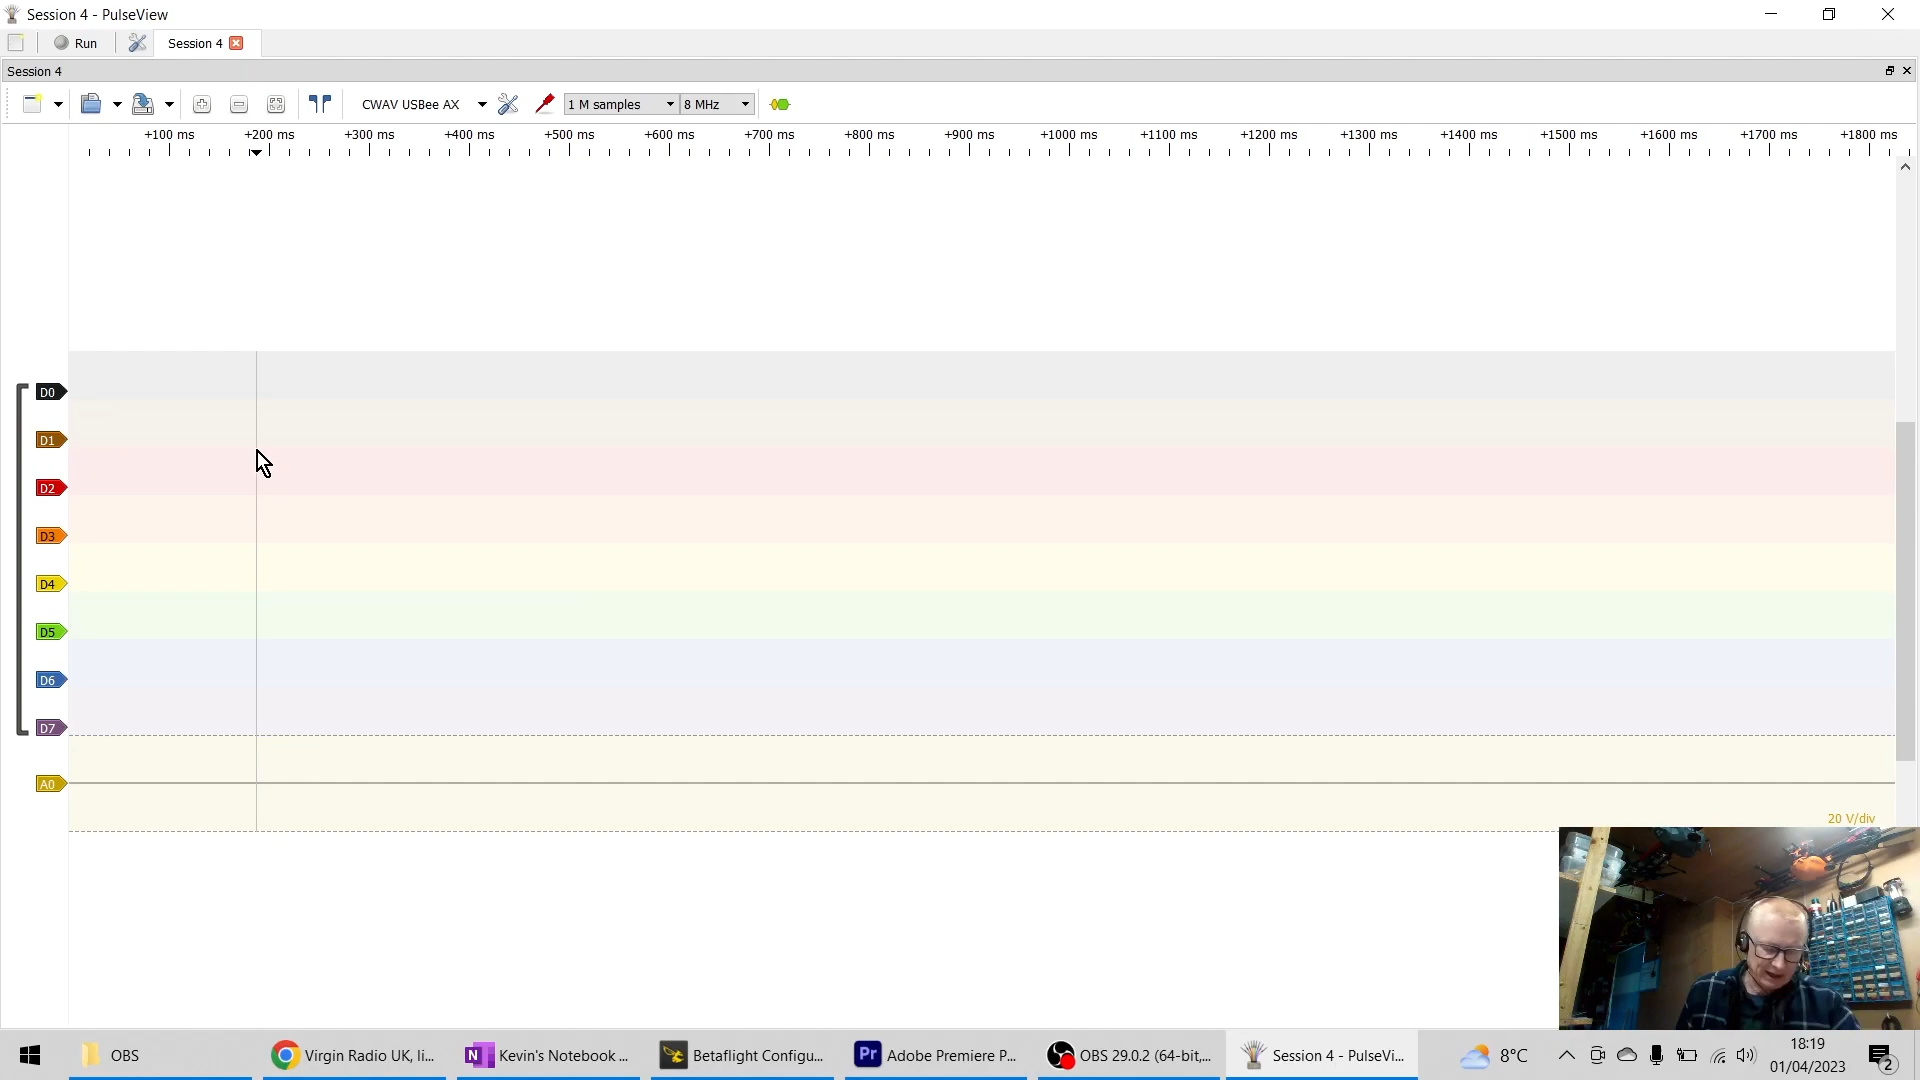 Session 4 - PulseView
Run
Session 4
Session 4
CWAV USBee AX
1 M samples
8 MHz
+100 ms +200 ms +300 ms +400 ms +500 ms +600 ms +700 ms +800 ms +900 ms +1000 ms +1100 ms +1200 ms +1300 ms +1400 ms +1500 ms +1600 ms +1700 ms +1800 ms
D0
D1
D2
D3
D4
D5
D6
D7
A0
20 V/div
OBS
Virgin Radio UK, li...
N
Kevin's Notebook ...
Betaflight Configu...
Pr
Adobe Premiere P...
OBS 29.0.2 (64-bit,...
Session 4 - PulseVi...
8°C
18:19
01/04/2023
2